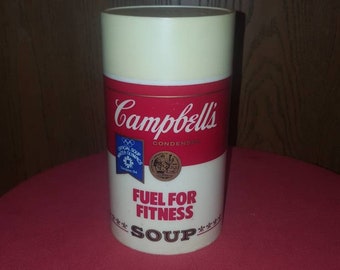 Campbell's
CONDENSED
FUEL FOR
FITNESS
SOUP